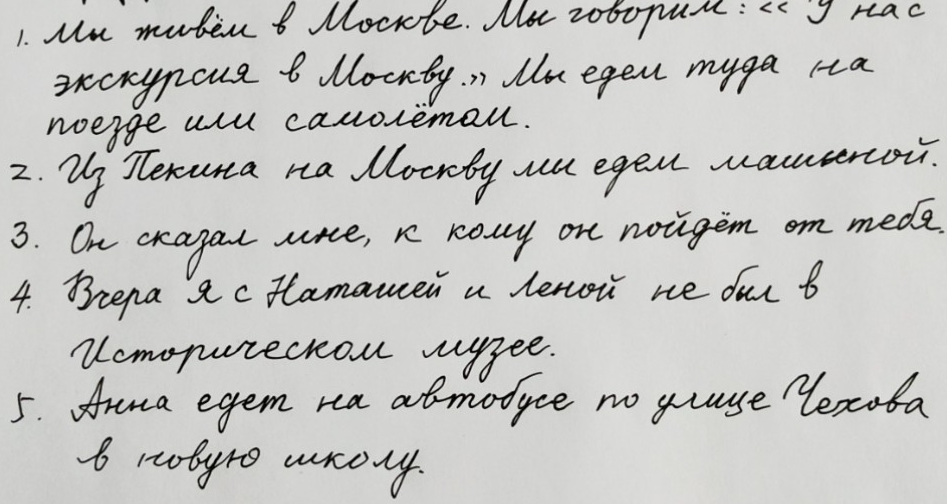 1. Мы живём в Москве. Мы говорим: « У нас
экскурсия в Москву.» Мы едем туда на
поезде или самолётом.
2. Из Пекина на Москву ми едем машыной.
3. Он сказал мне, к кому он пойдёт от тебя.
4. Вчера я с Наташей и Леной не был в
Историческом музее.
5. Анна едет на автобусе по улице Чехова
в новую школу.